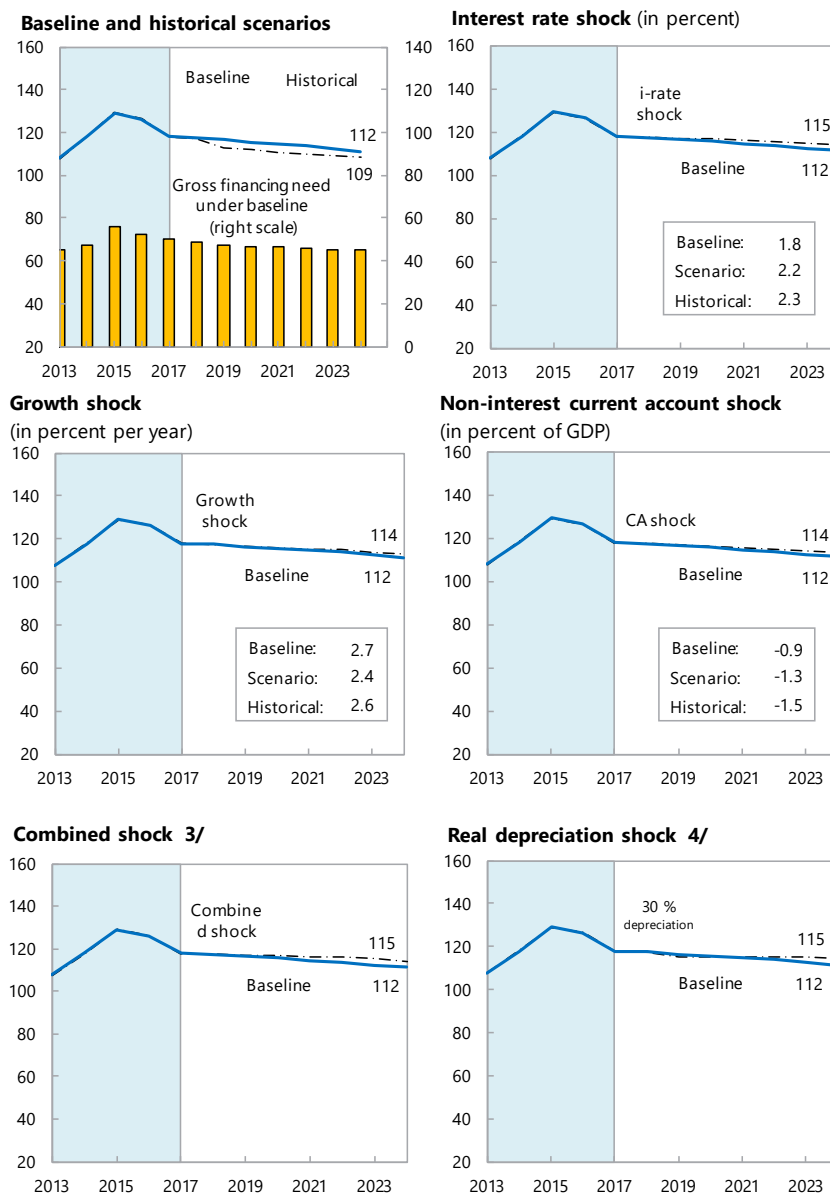 Baseline and historical scenarios
160
140
120
100
80
60
40
20
140
120
100
80
60
40
20
0
Baseline
Historical
112
109
Gross financing need
under baseline
(right scale)
2013 2015 2017 2019 2021 2023
Interest rate shock (in percent)
160
140
120
100
80
60
40
20
i-rate
shock
115
Baseline
112
Baseline: 1.8
Scenario: 2.2
Historical: 2.3
2013 2015 2017 2019 2021 2023
Growth shock
(in percent per year)
160
140
120
100
80
60
40
20
Growth
shock
114
Baseline
112
Baseline: 2.7
Scenario: 2.4
Historical: 2.6
2013 2015 2017 2019 2021 2023
Non-interest current account shock
(in percent of GDP)
160
140
120
100
80
60
40
20
CA shock
114
Baseline
112
Baseline: -0.9
Scenario: -1.3
Historical: -1.5
2013 2015 2017 2019 2021 2023
Combined shock 3/
160
140
120
100
80
60
40
20
Combine
d shock
115
Baseline
112
2013 2015 2017 2019 2021 2023
Real depreciation shock 4/
160
140
120
100
80
60
40
20
30 %
depreciation
115
Baseline
112
2013 2015 2017 2019 2021 2023